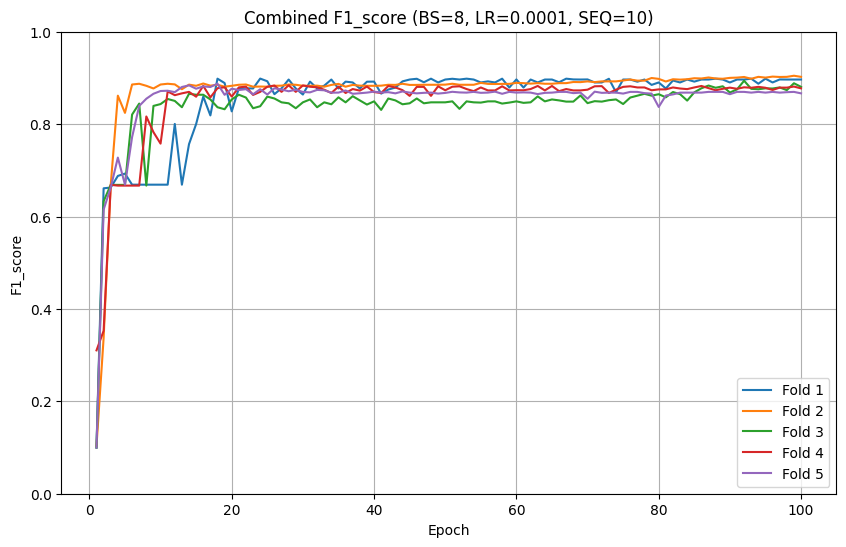 Combined F1_score (BS=8, LR=0.0001, SEQ=10)
1.0
0.8
0.6
0.4
0.2
0.0
F1_score
0 20 40 60 80 100
Epoch
Fold 1
Fold 2
Fold 3
Fold 4
Fold 5